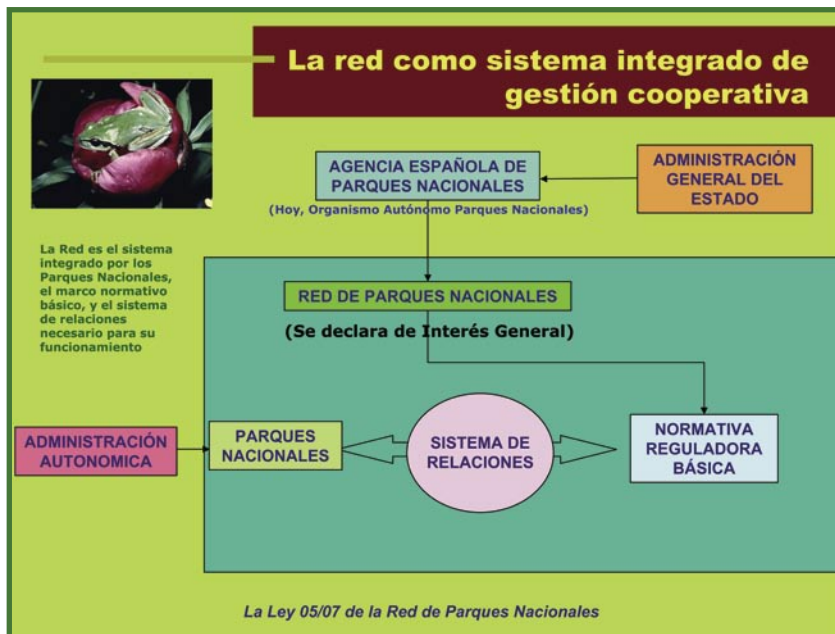 La red como sistema integrado de
gestión cooperativa
AGENCIA ESPAÑOLA DE
PARQUES NACIONALES
(Hoy, Organismo Autónomo Parques Nacionales)
ADMINISTRACIÓN
GENERAL DEL
ESTADO
La Red es el sistema
integrado por los
Parques Nacionales,
el marco normativo
básico, y el sistema
de relaciones
necesario para su
funcionamiento
RED DE PARQUES NACIONALES
(Se declara de Interés General)
ADMINISTRACIÓN
AUTONOMICA
PARQUES
NACIONALES
SISTEMA DE
RELACIONES
NORMATIVA
REGULADORA
BÁSICA
La Ley 05/07 de la Red de Parques Nacionales